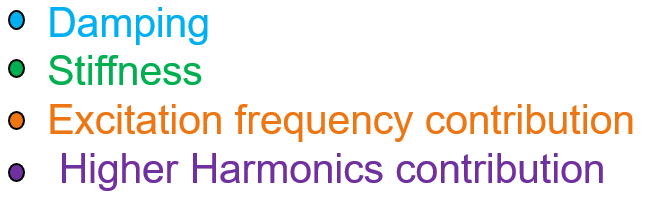 Damping
Stiffness
Excitation frequency contribution
Higher Harmonics contribution